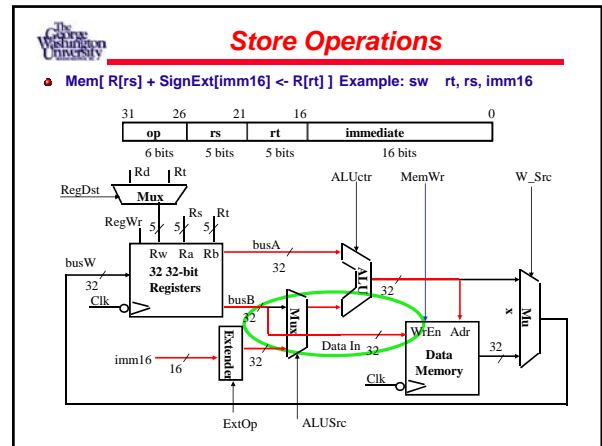 The
George
Washington
University
Store Operations
Mem[ R[rs] + SignExt[imm16] <- R[rt] ] Example: sw rt, rs, imm16
31 26 21 16 0
op rs rt immediate
6 bits 5 bits 5 bits 16 bits
Rd Rt
RegDst
Mux
ALUctr
MemWr
W_Src
RegWr
5 5 Rs 5 Rt
busA
Rw Ra Rb
busW
32
32 32-bit
Registers
32
ALU
32
Clk
busB
32
Mux
Mu
x
WrEn Adr
Data In
32
Data
Memory
32
imm16
16
Extender
32
Clk
ExtOp
ALUSrc